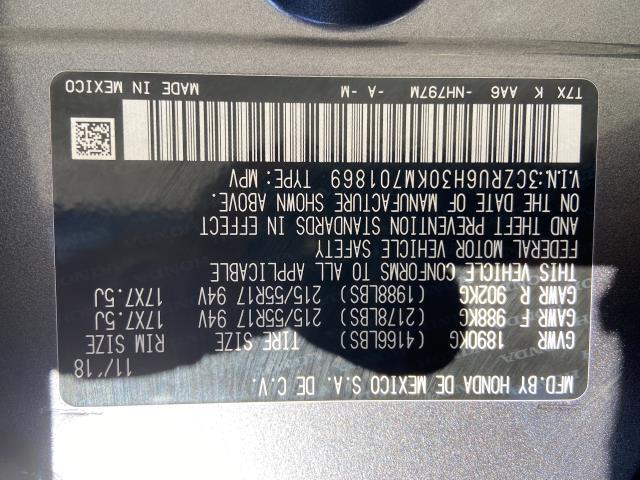 MFD.BY HONDA DE MEXICO S.A. DE C.V. 11/'18
GVWR 1890KG (4166LBS) TIRE SIZE RIM SIZE
GAWR F 988KG (2178LBS) 215/55R17 94V 17X7.5J
GAWR R 902KG (1988LBS) 215/55R17 94V 17X7.5J
THIS VEHICLE CONFORMS TO ALL APPLICABLE
FEDERAL MOTOR VEHICLE SAFETY
AND THEFT PREVENTION STANDARDS IN EFFECT
ON THE DATE OF MANUFACTURE SHOWN ABOVE.
V.I.N:3CZRU6H30KM701869 TYPE: MPV
T7X K AA6 -NH797M -A -M MADE IN MEXICO